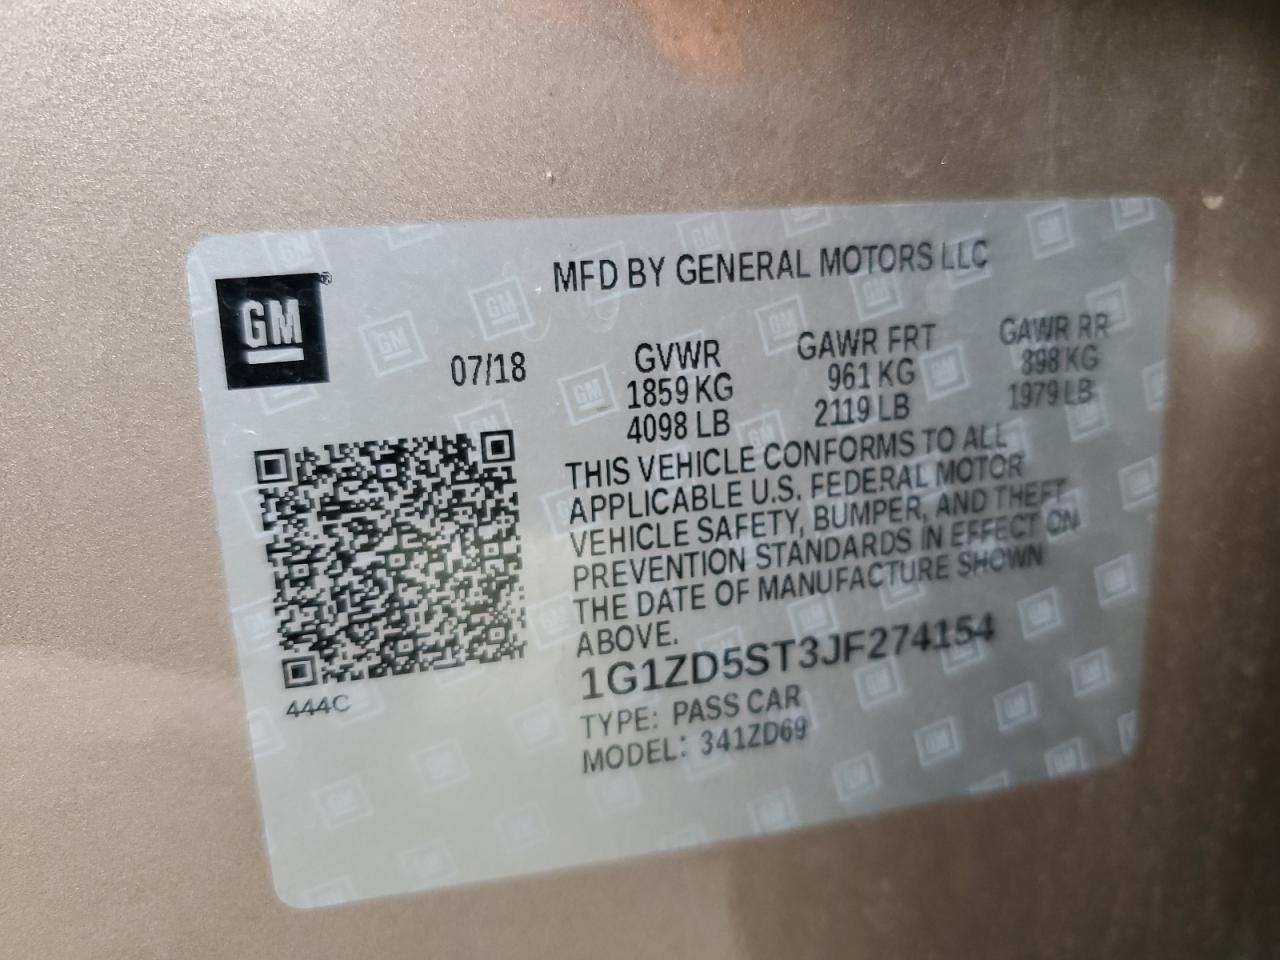 GM®
MFD BY GENERAL MOTORS LLC
07/18
GVWR GAWR FRT GAWR RR
1859 KG 961 KG 898 KG
4098 LB 2119 LB 1979 LB
THIS VEHICLE CONFORMS TO ALL
APPLICABLE U.S. FEDERAL MOTOR
VEHICLE SAFETY, BUMPER, AND THEFT
PREVENTION STANDARDS IN EFFECT ON
THE DATE OF MANUFACTURE SHOWN
ABOVE.
1G1ZD5ST3JF274154
TYPE: PASS CAR
MODEL: 341ZD69
444C